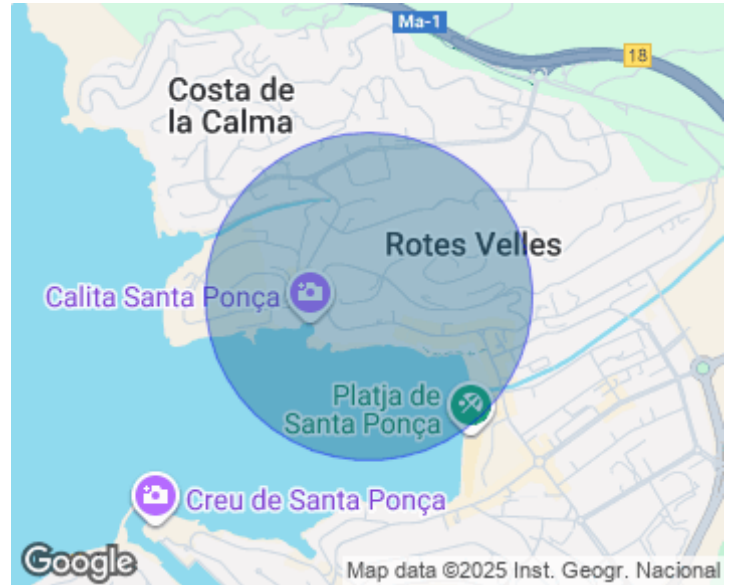 Ma-1
18
Costa de
la Calma
Rotes Velles
Calita Santa Ponça
Platja de
Santa Ponça
Creu de Santa Ponça
Google
Map data ©2025 Inst. Geogr. Nacional